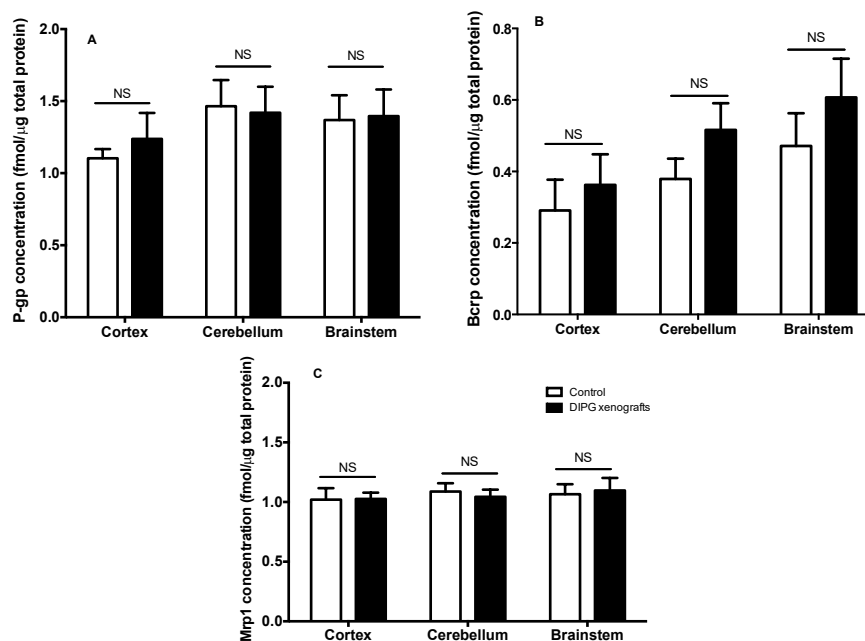 A
P-gp concentration (fmol/µg total protein)
2.0
1.5
1.0
0.5
0.0
NS
NS
NS
Cortex
Cerebellum
Brainstem
B
Bcrp concentration (fmol/µg total protein)
0.8
0.6
0.4
0.2
0.0
NS
NS
NS
Cortex
Cerebellum
Brainstem
C
Mrp1 concentration (fmol/µg total protein)
2.0
1.5
1.0
0.5
0.0
NS
NS
NS
Control
DIPG xenografts
Cortex
Cerebellum
Brainstem